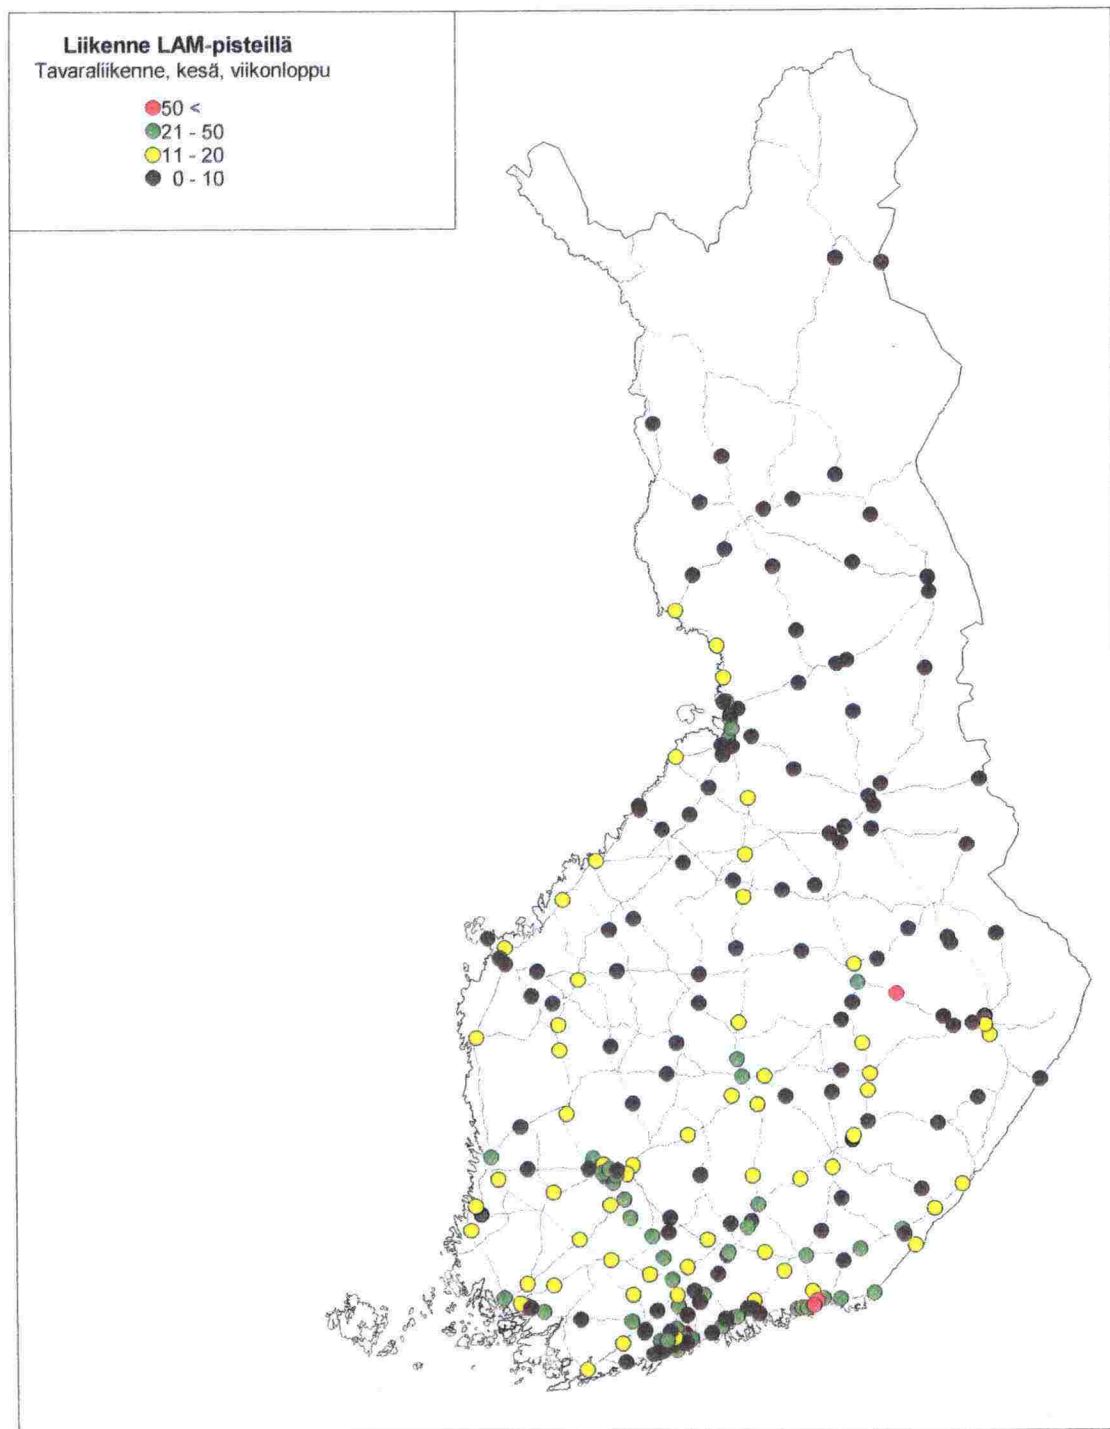 Liikenne LAM-pisteillä
Tavaraliikenne, kesä, viikonloppu
50 <
21 - 50
11 - 20
0 - 10